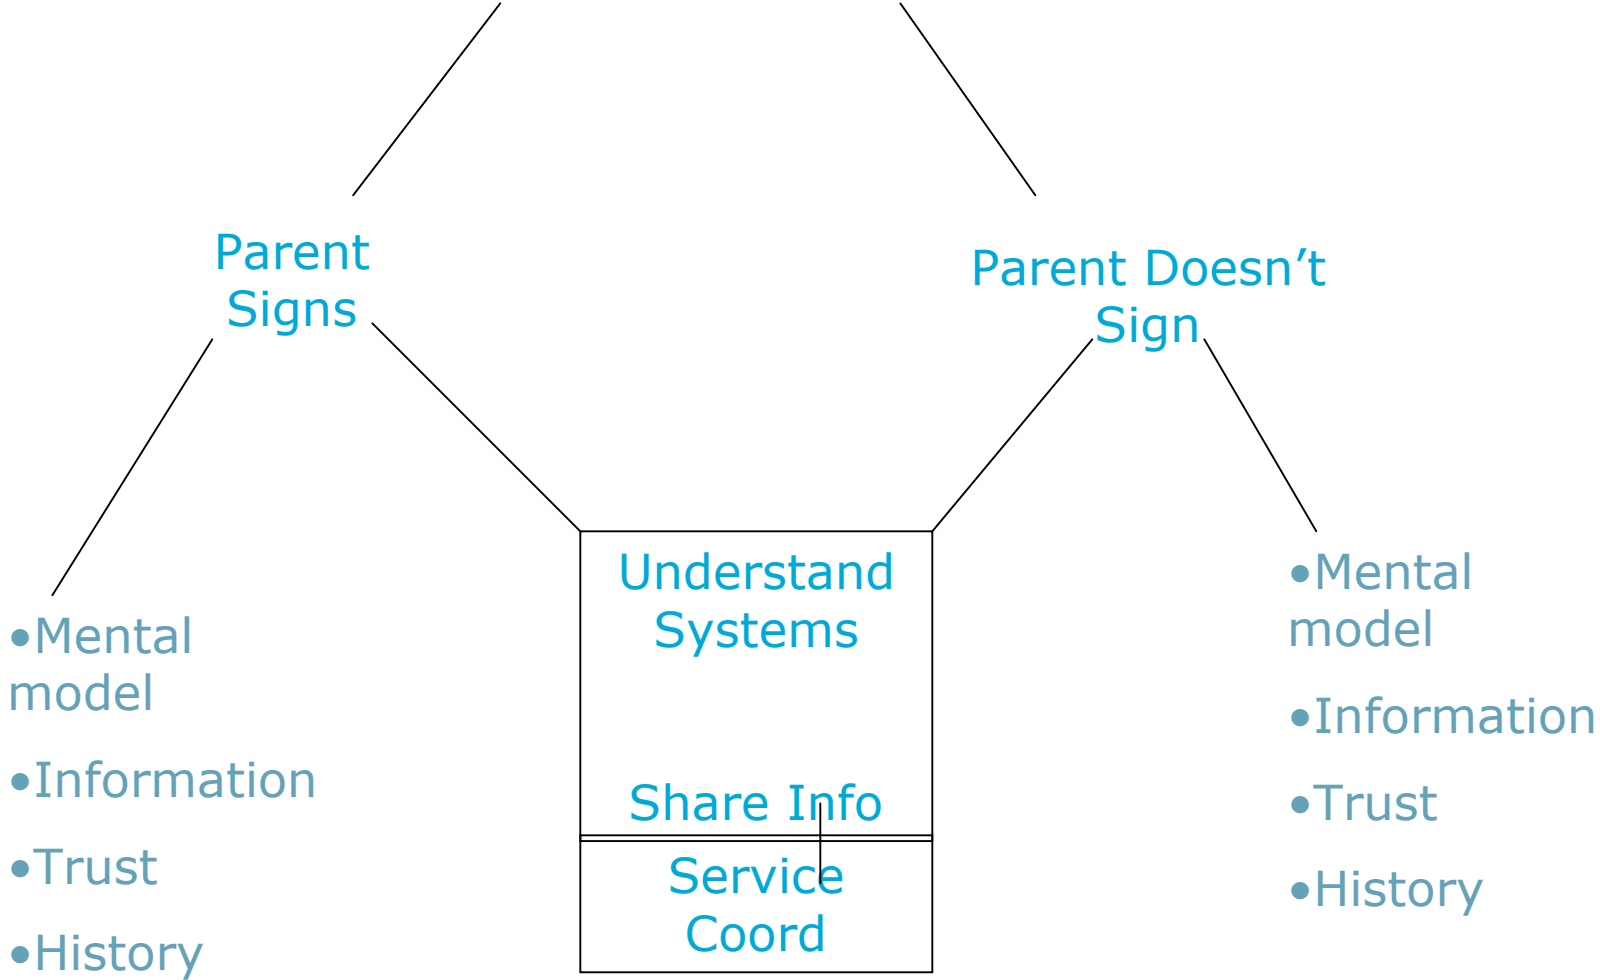 Parent
Signs
Parent Doesn’t
Sign
•Mental
model
•Information
•Trust
•History
Understand
Systems
Share Info
Service
Coord
•Mental
model
•Information
•Trust
•History